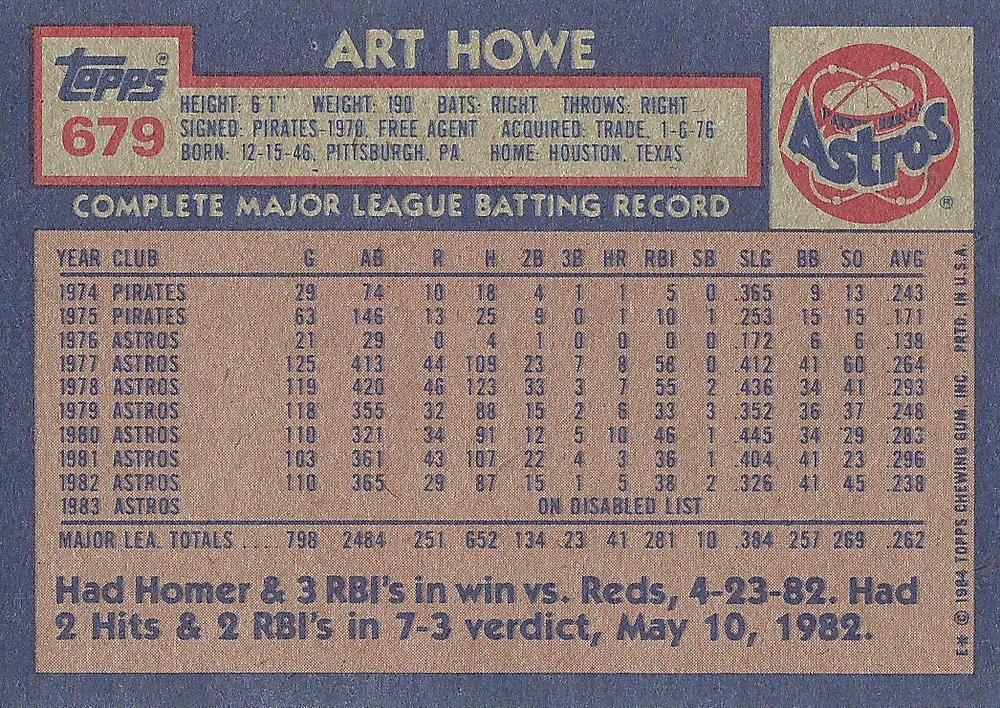 ART HOWE
Topps®
679
HEIGHT: 6 1" WEIGHT: 190 BATS: RIGHT THROWS: RIGHT
SIGNED: PIRATES-1970, FREE AGENT ACQUIRED: TRADE, 1-6-76
BORN: 12-15-46, PITTSBURGH, PA. HOME: HOUSTON, TEXAS
Astros
®
COMPLETE MAJOR LEAGUE BATTING RECORD
YEAR CLUB G AB R H 2B 3B HR RBI SB SLG BB SO AVG
1974 PIRATES 29 74 10 18 4 1 1 5 0 .365 9 13 .243
1975 PIRATES 63 146 13 25 9 0 1 10 1 .253 15 15 .171
1976 ASTROS 21 29 0 4 1 0 0 0 0 .172 6 6 .138
1977 ASTROS 125 413 44 109 23 7 8 58 0 .412 41 60 .264
1978 ASTROS 119 420 46 123 33 3 7 55 2 .436 34 41 .293
1979 ASTROS 118 355 32 88 15 2 6 33 3 .352 36 37 .248
1980 ASTROS 110 321 34 91 12 5 10 46 1 .445 34 29 .283
1981 ASTROS 103 361 43 107 22 4 3 36 1 .404 41 23 .296
1982 ASTROS 110 365 29 87 15 1 5 38 2 .326 41 45 .238
1983 ASTROS ON DISABLED LIST
MAJOR LEA. TOTALS .... 798 2484 251 652 134 23 41 281 10 .384 257 269 .262
Had Homer & 3 RBI's in win vs. Reds, 4-23-82. Had
2 Hits & 2 RBI's in 7-3 verdict, May 10, 1982.
E* © 1984 TOPPS CHEWING GUM, INC. PRTD. IN U.S.A.